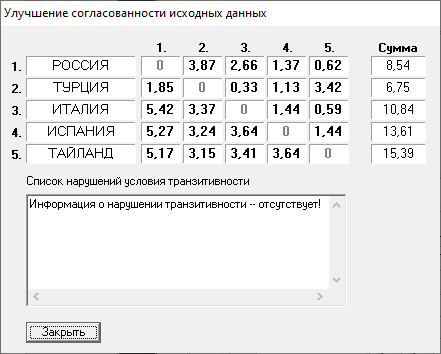 Улучшение согласованности исходных данных
1. 2. 3. 4. 5. Сумма
1. РОССИЯ 0 3,87 2,66 1,37 0,62 8,54
2. ТУРЦИЯ 1,85 0 0,33 1,13 3,42 6,75
3. ИТАЛИЯ 5,42 3,37 0 1,44 0,59 10,84
4. ИСПАНИЯ 5,27 3,24 3,64 0 1,44 13,61
5. ТАЙЛАНД 5,17 3,15 3,41 3,64 0 15,39
Список нарушений условия транзитивности
Информация о нарушении транзитивности -- отсутствует!
Закрыть